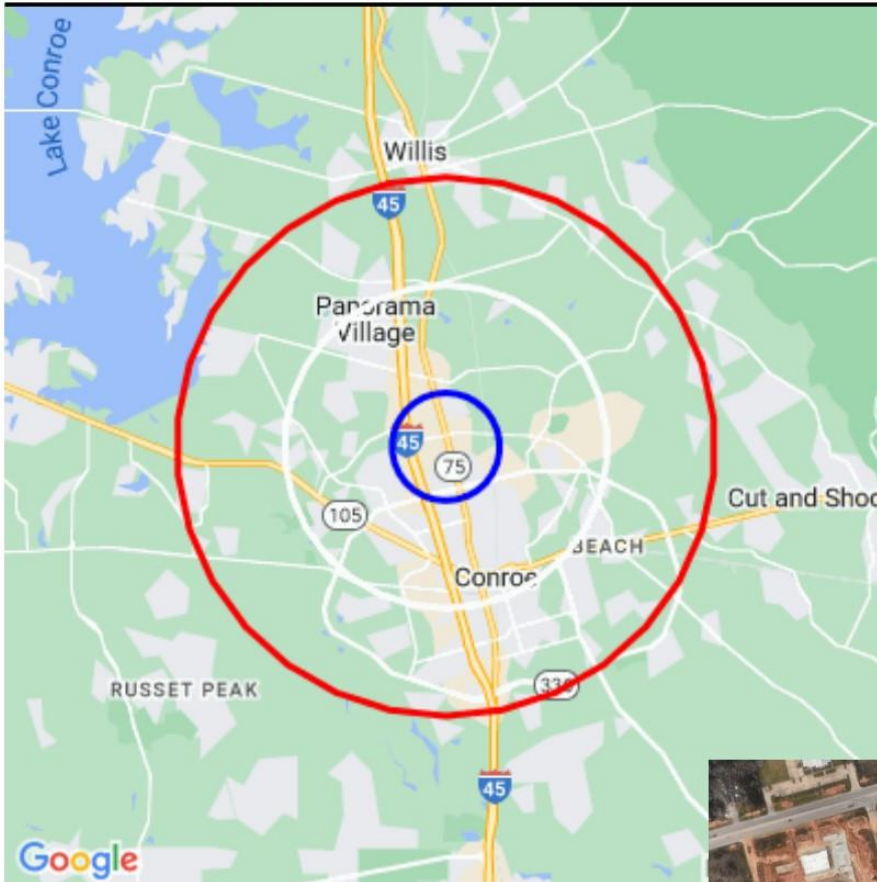 Lake Conroe
Willis
45
Panorama
Village
45
75
105
Cut and Shoo
BEACH
Conroe
RUSSET PEAK
336
45
Google